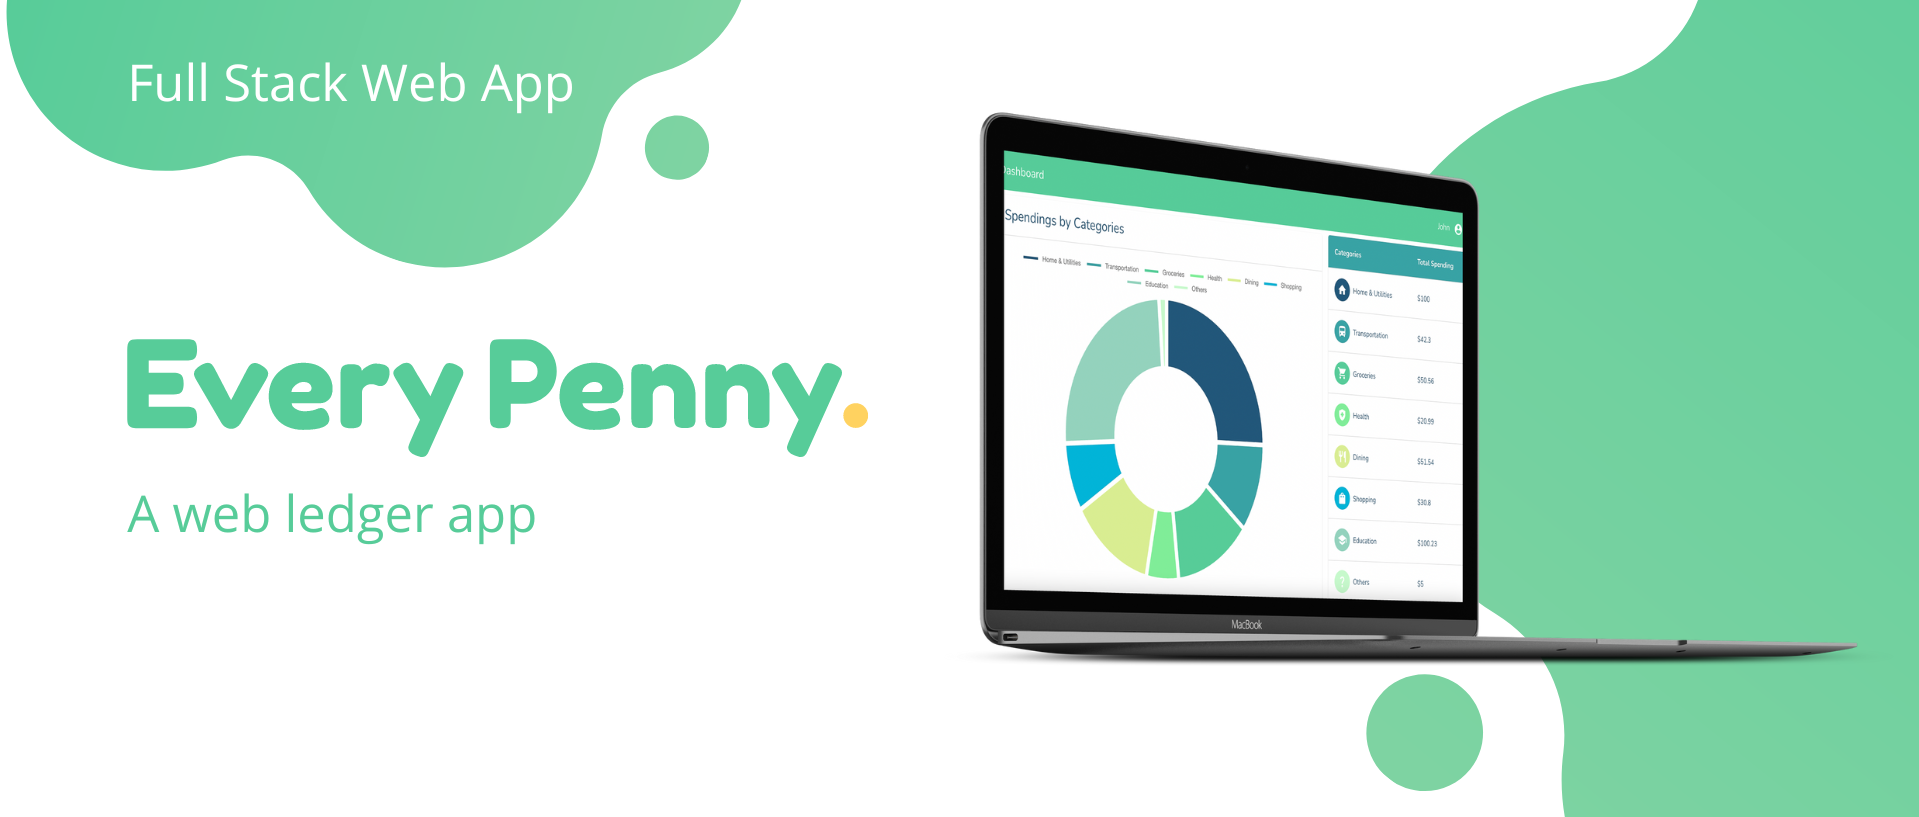 Full Stack Web App
Every Penny.
A web ledger app
Dashboard
John
Spendings by Categories
Home & Utilities
Transportation
Groceries
Health
Dining
Shopping
Education
Others
Categories Total Spending
Home & Utilities $100
Transportation $42.3
Groceries $50.56
Health $20.99
Dining $51.54
Shopping $30.8
Education $100.23
Others $5
MacBook